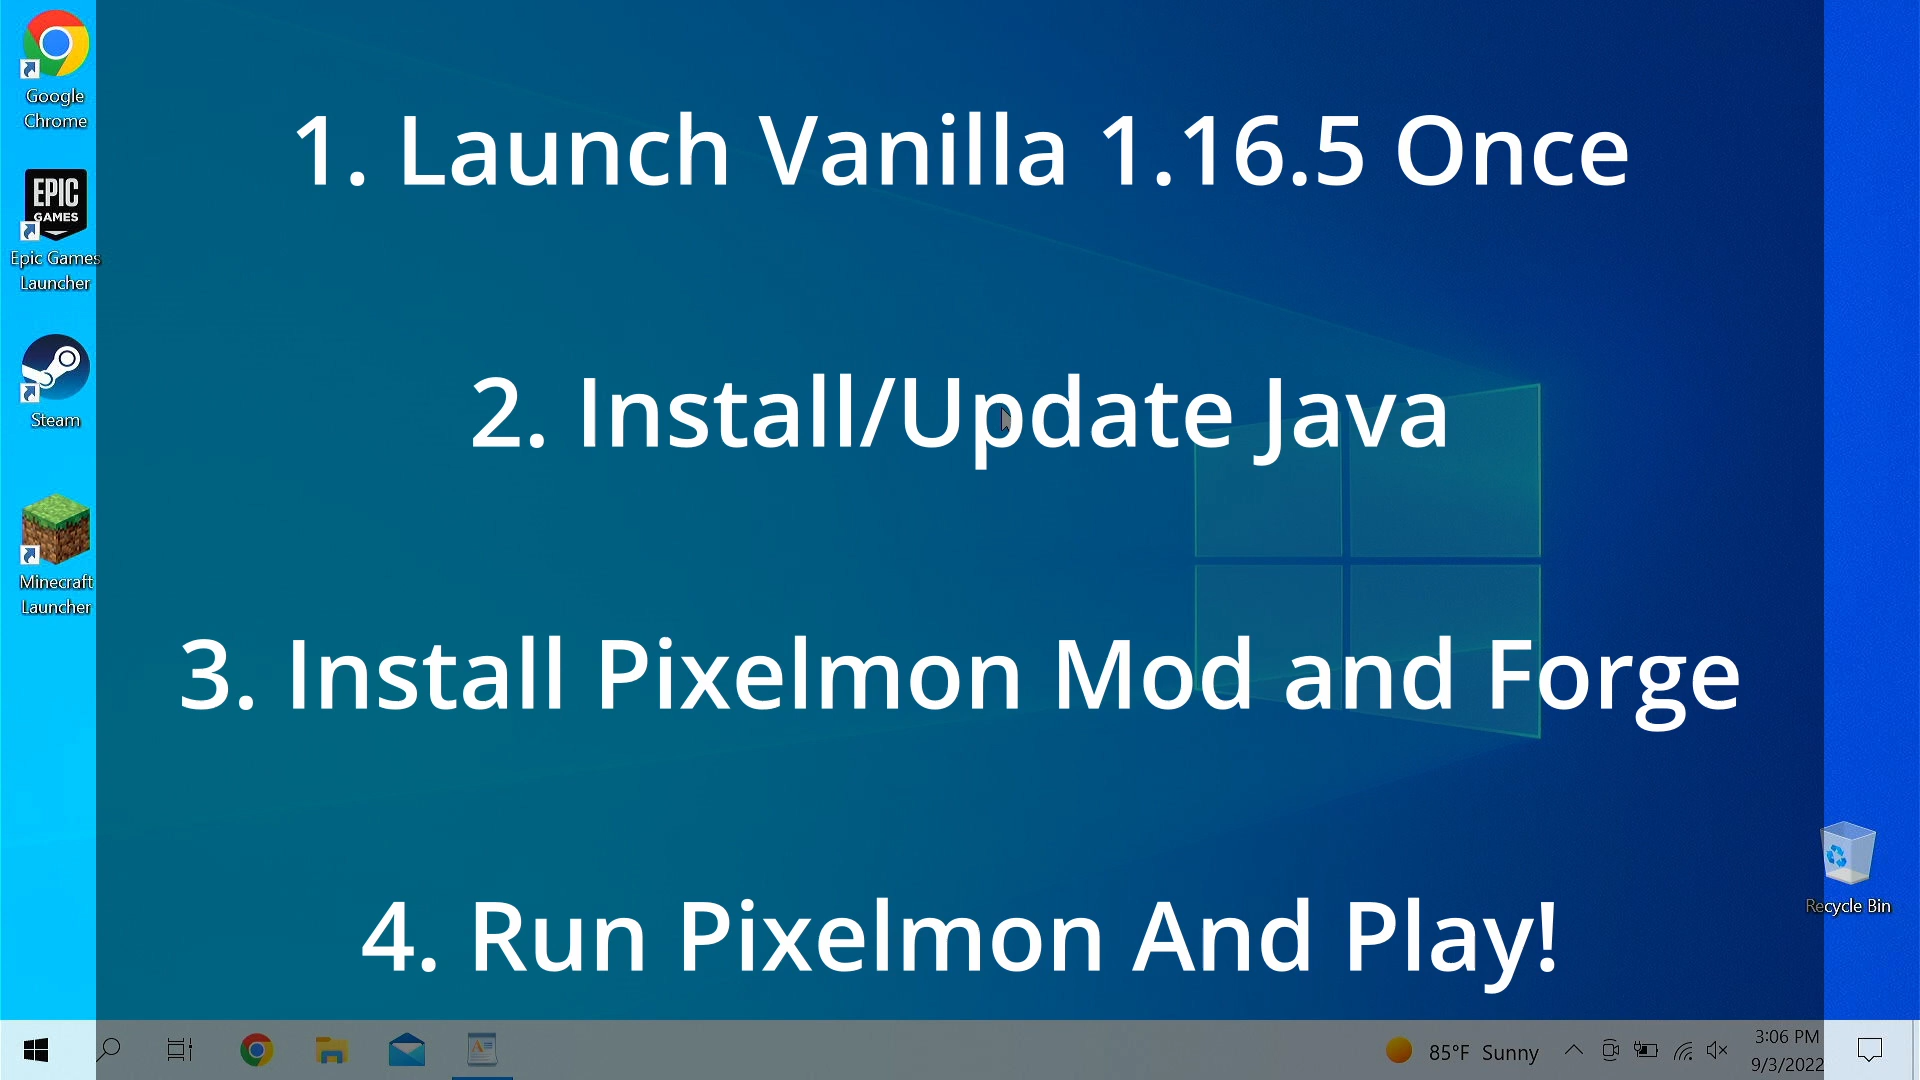 Google
Chrome
EPIC
GAMES
Epic Games
Launcher
Steam
Minecraft
Launcher
1. Launch Vanilla 1.16.5 Once
2. Install/Update Java
3. Install Pixelmon Mod and Forge
4. Run Pixelmon And Play!
Recycle Bin
85°F Sunny
3:06 PM
9/3/2022